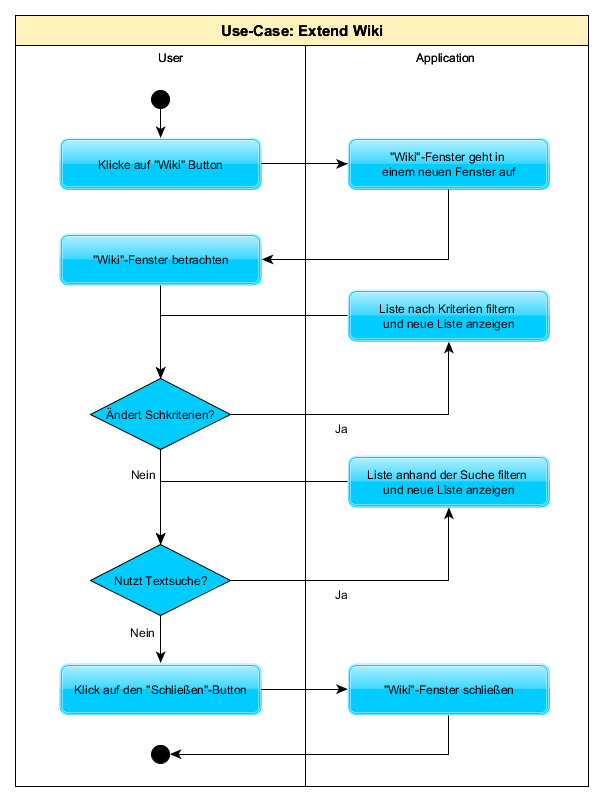 Use-Case: Extend Wiki
User
Application
Klicke auf "Wiki" Button
"Wiki"-Fenster geht in
einem neuen Fenster auf
"Wiki"-Fenster betrachten
Liste nach Kriterien filtern
und neue Liste anzeigen
Ändert Schkriterien?
Ja
Nein
Liste anhand der Suche filtern
und neue Liste anzeigen
Nutzt Textsuche?
Ja
Nein
Klick auf den "Schließen"-Button
"Wiki"-Fenster schließen